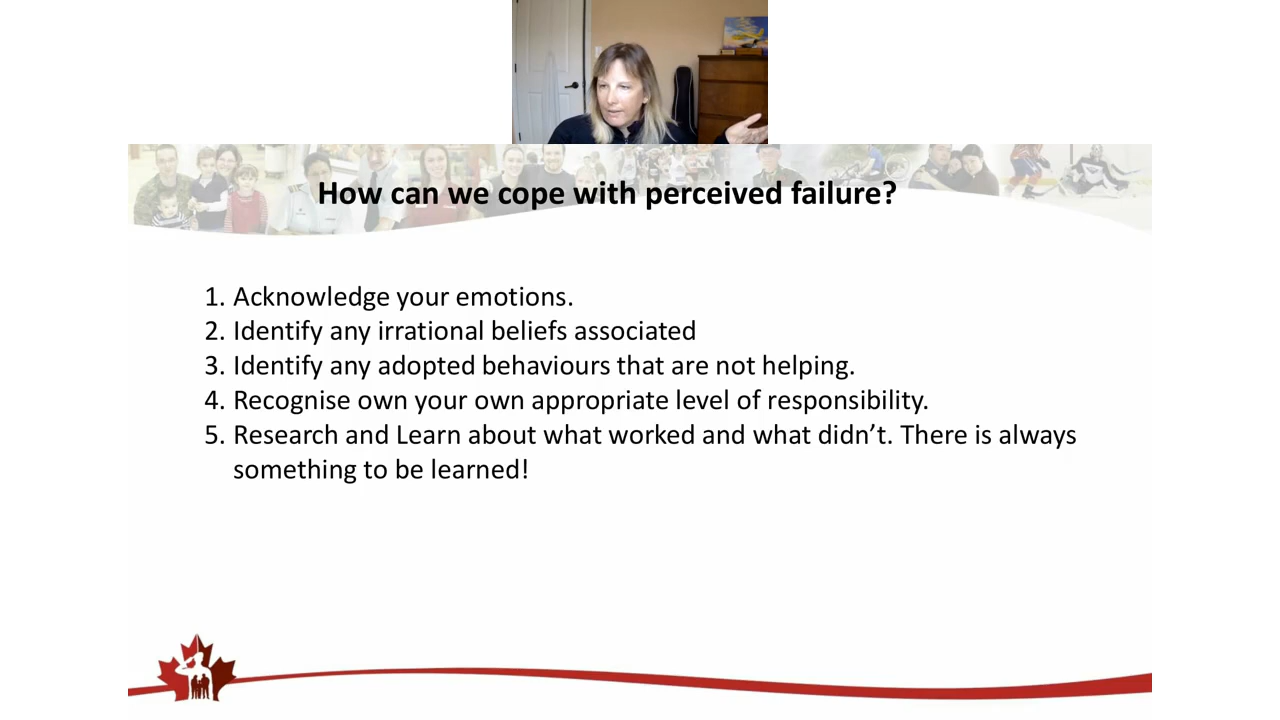 How can we cope with perceived failure?
1. Acknowledge your emotions.
2. Identify any irrational beliefs associated
3. Identify any adopted behaviours that are not helping.
4. Recognise own your own appropriate level of responsibility.
5. Research and Learn about what worked and what didn’t. There is always
something to be learned!